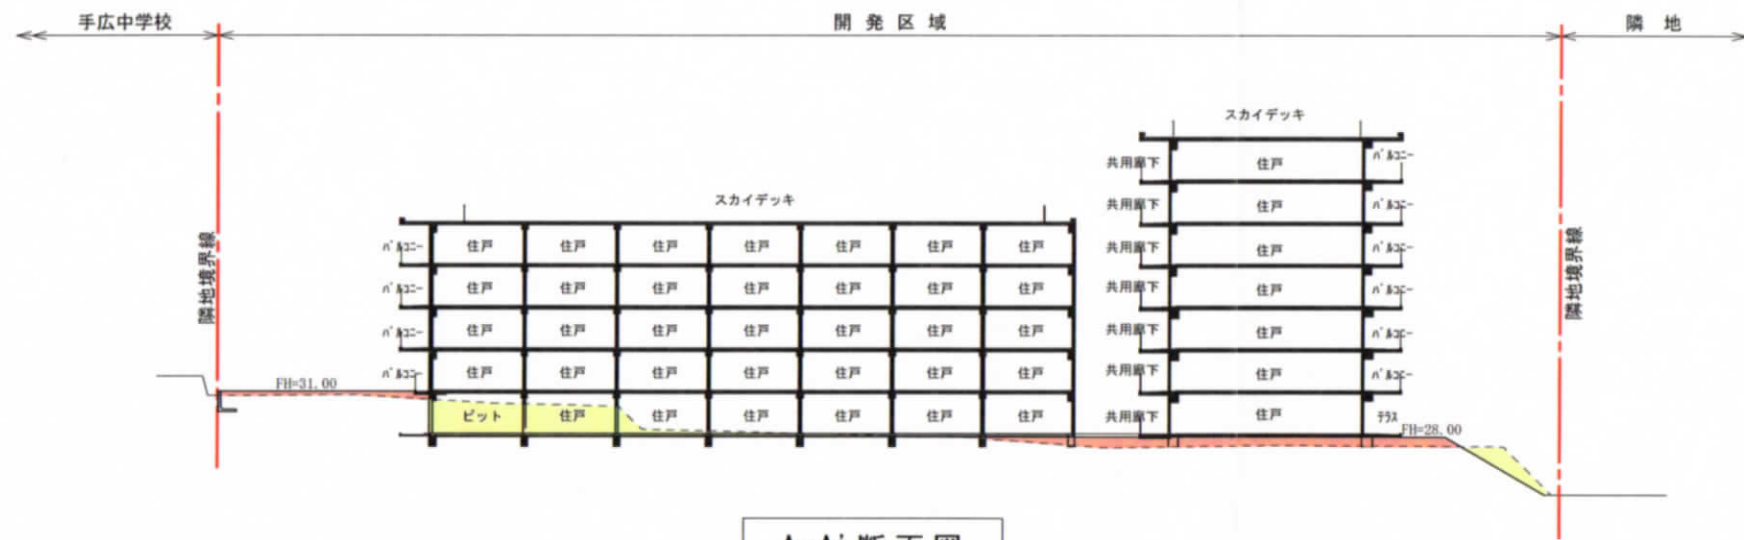 手広中学校 開発区域 隣地
スカイデッキ
共用廊下 住戸 バルコニー
スカイデッキ
共用廊下 住戸 バルコニー
隣地境界線
隣地境界線
バルコニー 住戸 住戸 住戸 住戸 住戸 住戸 住戸 共用廊下 住戸 バルコニー
バルコニー 住戸 住戸 住戸 住戸 住戸 住戸 住戸 共用廊下 住戸 バルコニー
バルコニー 住戸 住戸 住戸 住戸 住戸 住戸 住戸 共用廊下 住戸 バルコニー
バルコニー 住戸 住戸 住戸 住戸 住戸 住戸 住戸 共用廊下 住戸 バルコニー
FH=31.00
ピット 住戸 住戸 住戸 住戸 住戸 住戸 共用廊下 住戸 テラス
FH=28.00
A-A' 断面図